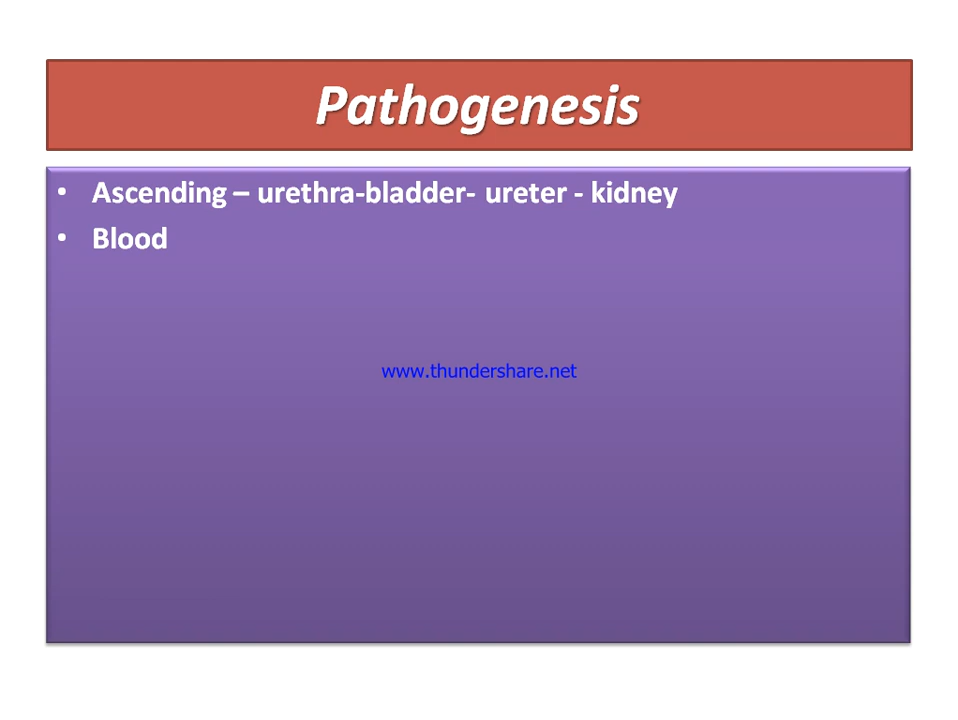 Pathogenesis
• Ascending – urethra-bladder- ureter - kidney
• Blood
www.thundershare.net